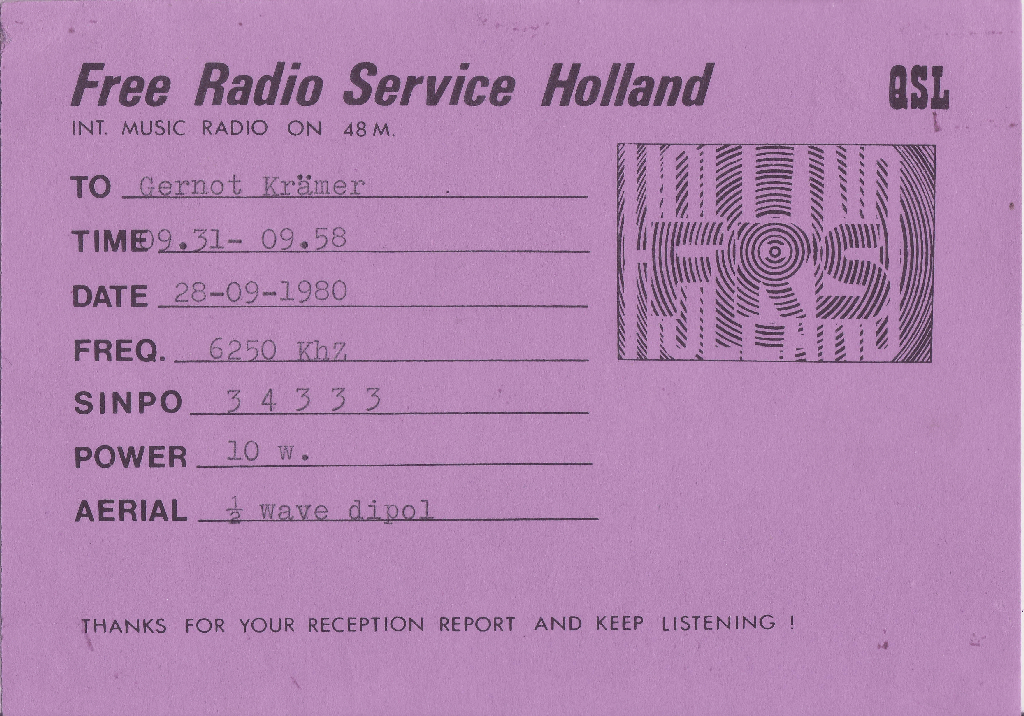 Free Radio Service Holland QSL
INT. MUSIC RADIO ON 48 M.
TO Gernot Krämer
TIME 09.31- 09.58
DATE 28-09-1980
FREQ. 6250 Khz
SINPO 3 4 3 3 3
POWER 10 w.
AERIAL ½ wave dipol
FRS
THANKS FOR YOUR RECEPTION REPORT AND KEEP LISTENING !